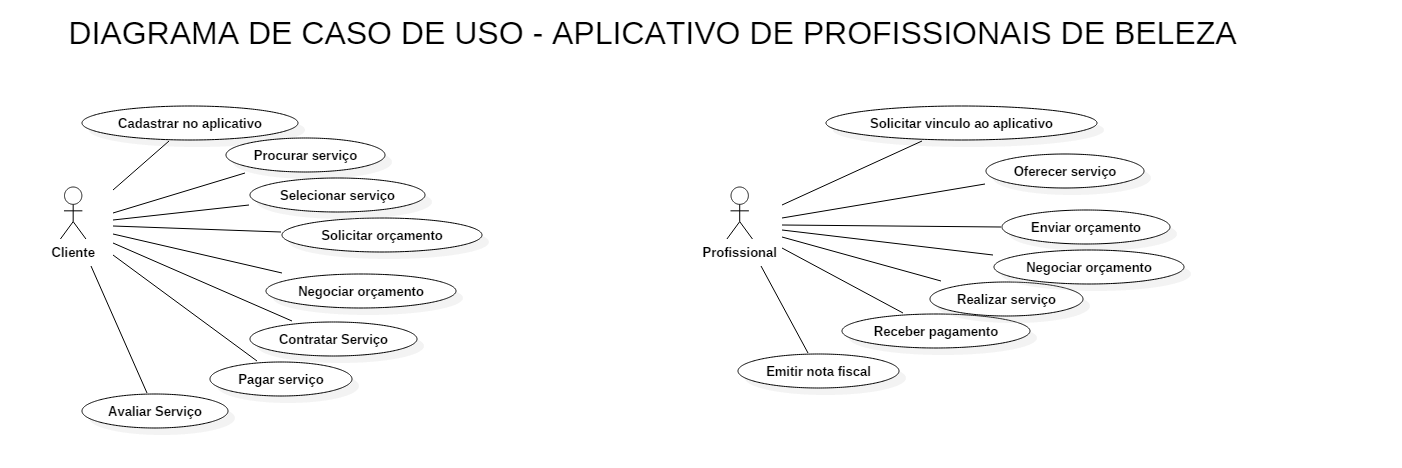 DIAGRAMA DE CASO DE USO - APLICATIVO DE PROFISSIONAIS DE BELEZA
Cadastrar no aplicativo
Procurar serviço
Selecionar serviço
Solicitar orçamento
Cliente
Negociar orçamento
Contratar Serviço
Pagar serviço
Avaliar Serviço
Solicitar vinculo ao aplicativo
Oferecer serviço
Enviar orçamento
Profissional
Negociar orçamento
Realizar serviço
Receber pagamento
Emitir nota fiscal